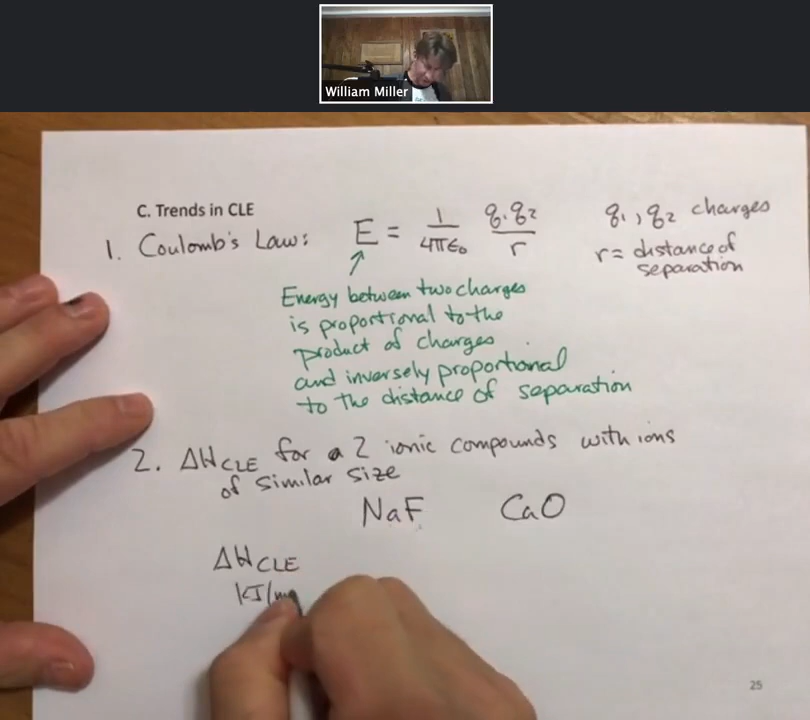 William Miller
C. Trends in CLE
1. Coulomb's Law: E = 1/4πϵ₀ q₁q₂/r
q₁, q₂ charges
r = distance of
separation
Energy between two charges
is proportional to the
product of charges
and inversely proportional
to the distance of separation
2. ΔH_CLE for a 2 ionic compounds with ions
of similar size
NaF CaO
ΔH_CLE
kJ/m
25